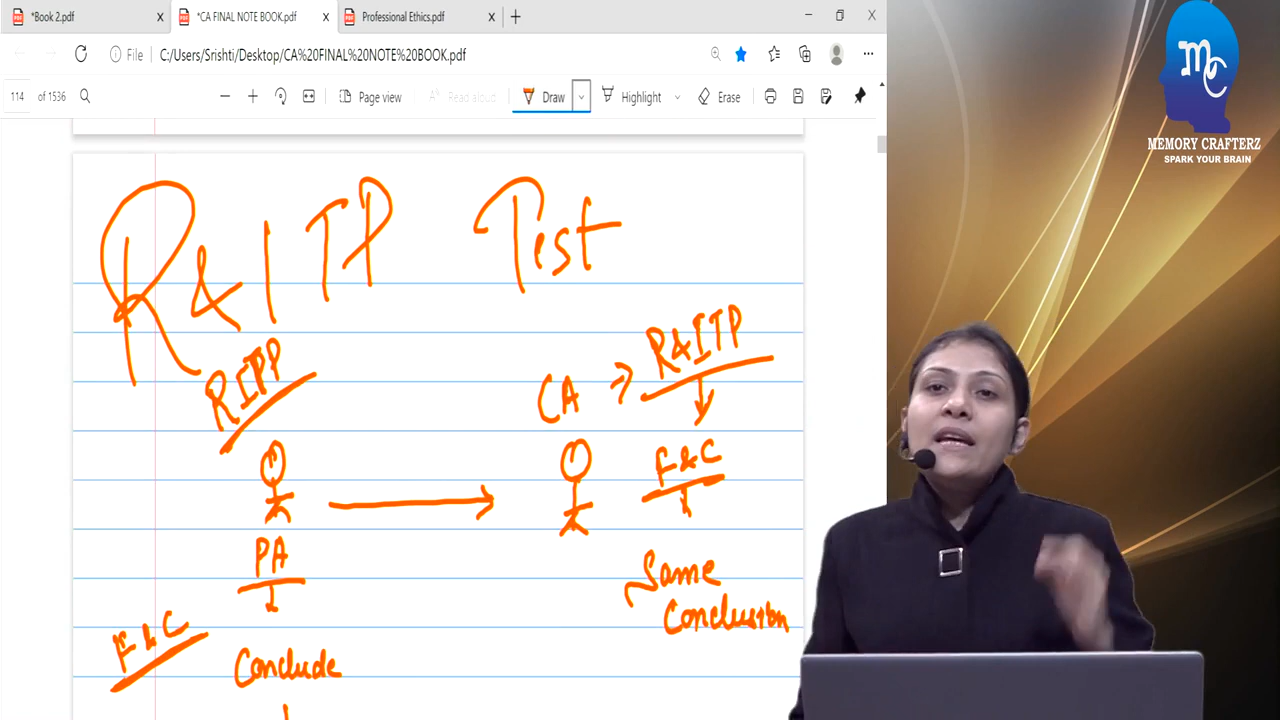 *Book 2.pdf
*CA FINAL NOTE BOOK.pdf
Professional Ethics.pdf
File
C:/Users/Srishti/Desktop/CA%20FINAL%20NOTE%20BOOK.pdf
114 of 1536
Page view
Read aloud
Draw
Highlight
Erase
MC
MEMORY CRAFTERZ
SPARK YOUR BRAIN
R & I TP Test
RIPP
CA → R&ITP
F&C
PA
Same
Conclusion
F&C
Conclude